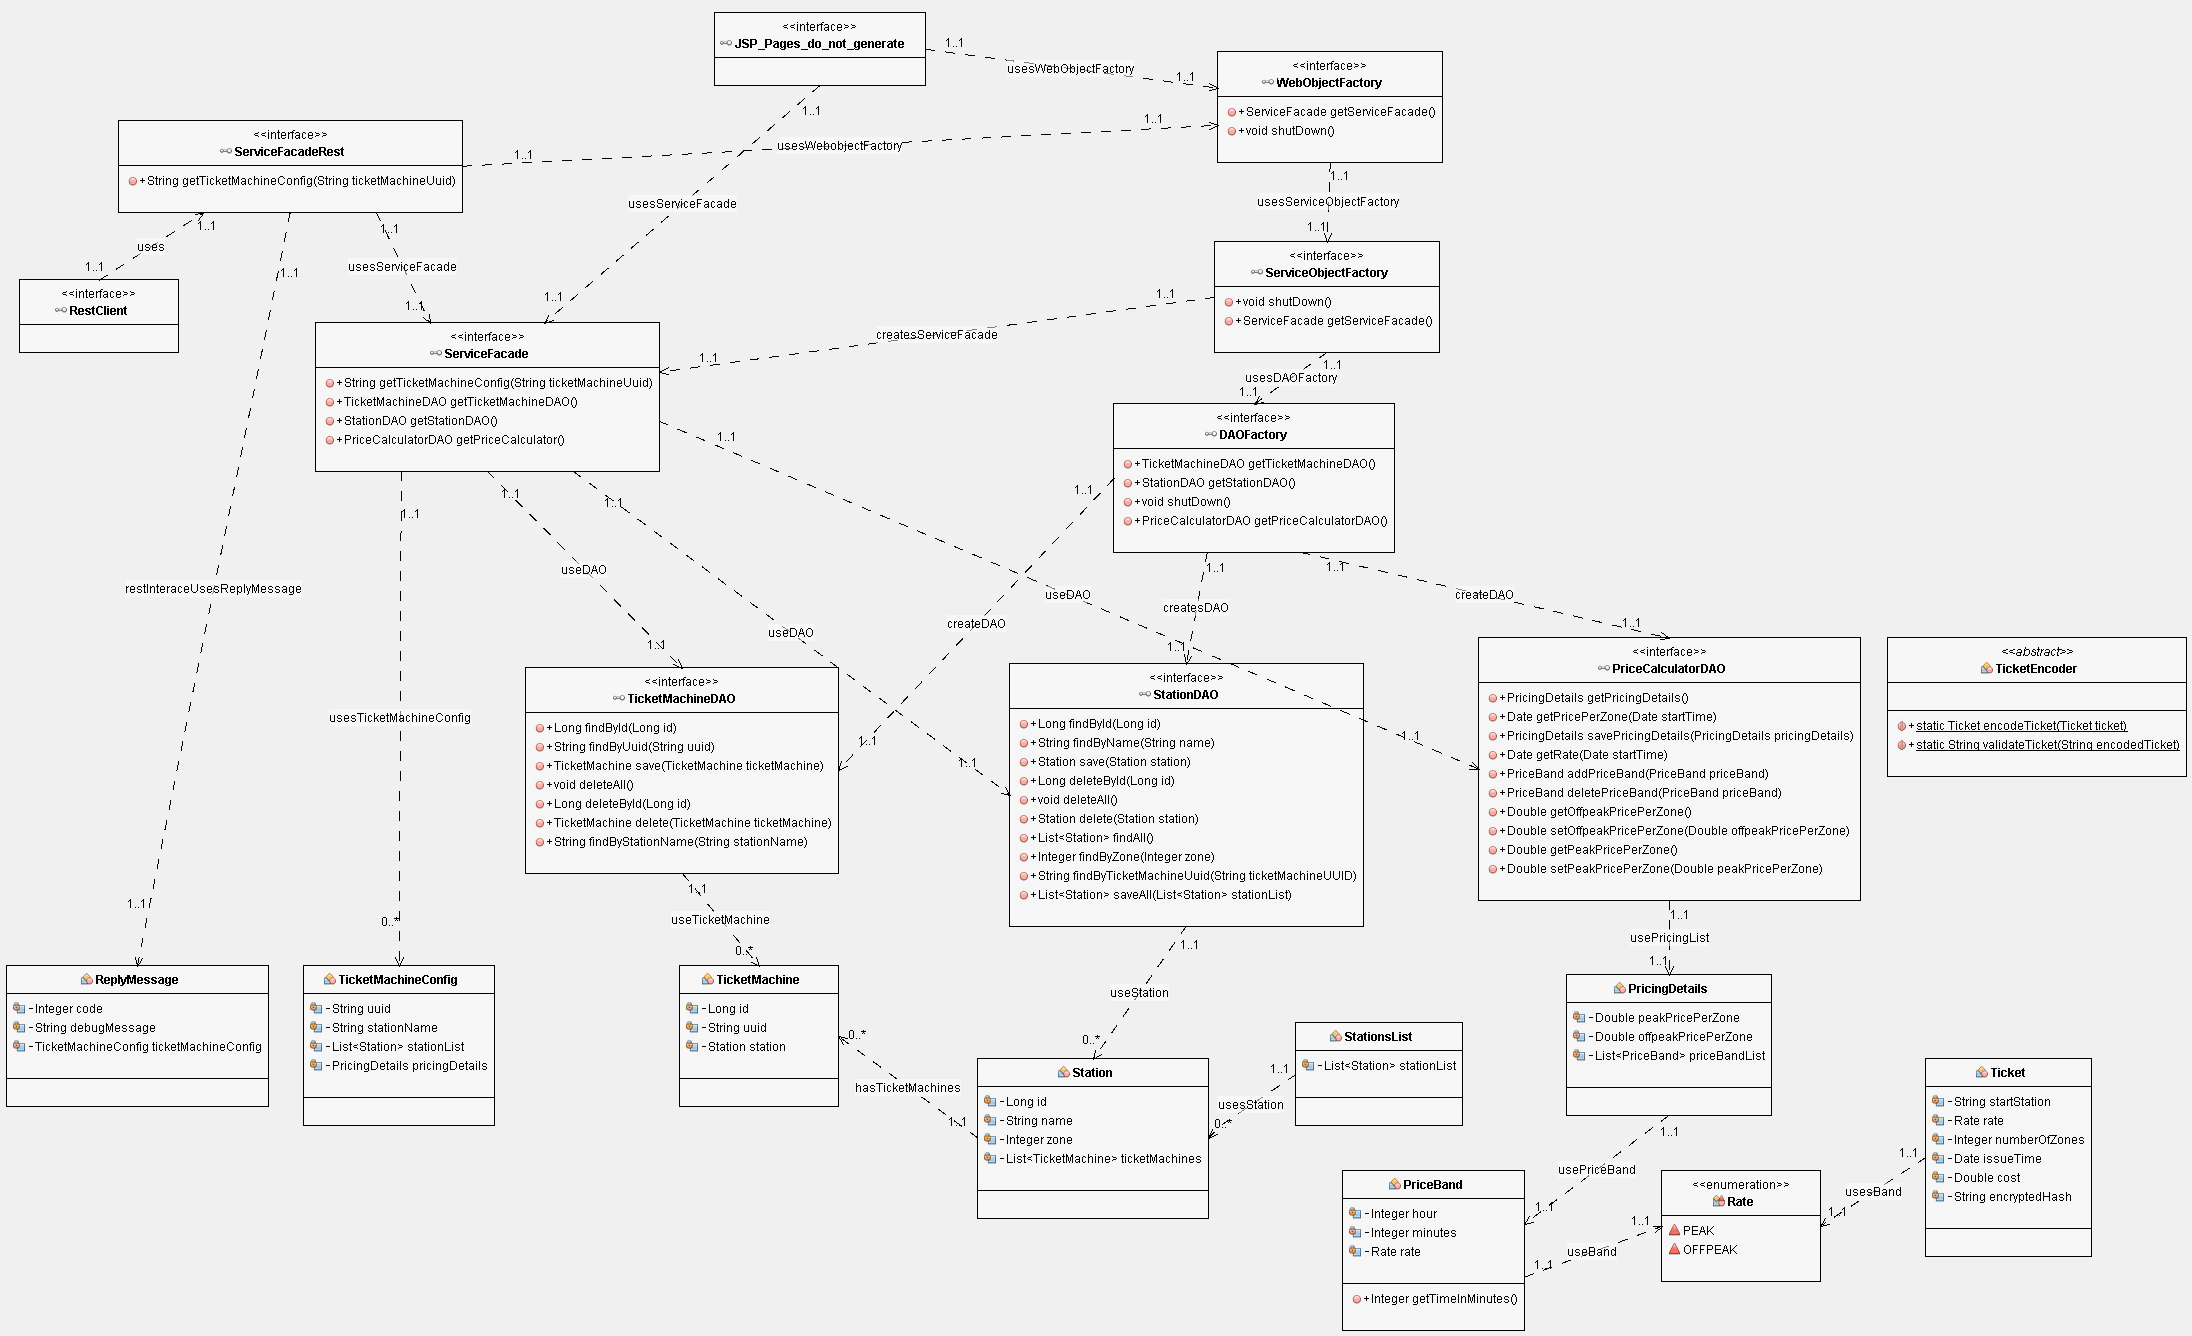 <<interface>>
JSP_Pages_do_not_generate
1..1
usesWebObjectFactory
1..1
1..1
<<interface>>
WebObjectFactory
+ServiceFacade getServiceFacade()
+void shutDown()
<<interface>>
ServiceFacadeRest
+String getTicketMachineConfig(String ticketMachineUuid)
1..1
usesWebobjectFactory
1..1
1..1
usesServiceObjectFactory
1..1
usesServiceFacade
1..1
1..1
uses
1..1
1..1
usesServiceFacade
1..1
1..1
<<interface>>
RestClient
<<interface>>
ServiceObjectFactory
+void shutDown()
+ServiceFacade getServiceFacade()
1..1
createsServiceFacade
1..1
<<interface>>
ServiceFacade
+String getTicketMachineConfig(String ticketMachineUuid)
+TicketMachineDAO getTicketMachineDAO()
+StationDAO getStationDAO()
+PriceCalculatorDAO getPriceCalculator()
1..1
usesDAOFactory
1..1
<<interface>>
DAOFactory
+TicketMachineDAO getTicketMachineDAO()
+StationDAO getStationDAO()
+void shutDown()
+PriceCalculatorDAO getPriceCalculatorDAO()
1..1
1..1
1..1
1..1
1..1
1..1
1..1
useDAO
restInteraceUsesReplyMessage
useDAO
createsDAO
createDAO
createDAO
useDAO
1..1
1..1
1..1
<<interface>>
TicketMachineDAO
+Long findById(Long id)
+String findByUuid(String uuid)
+TicketMachine save(TicketMachine ticketMachine)
+void deleteAll()
+Long deleteById(Long id)
+TicketMachine delete(TicketMachine ticketMachine)
+String findByStationName(String stationName)
1..1
1..1
1..1
<<interface>>
StationDAO
+Long findById(Long id)
+String findByName(String name)
+Station save(Station station)
+Long deleteById(Long id)
+void deleteAll()
+Station delete(Station station)
+List<Station> findAll()
+Integer findByZone(Integer zone)
+String findByTicketMachineUuid(String ticketMachineUUID)
+List<Station> saveAll(List<Station> stationList)
<<interface>>
PriceCalculatorDAO
+PricingDetails getPricingDetails()
+Date getPricePerZone(Date startTime)
+PricingDetails savePricingDetails(PricingDetails pricingDetails)
+Date getRate(Date startTime)
+PriceBand addPriceBand(PriceBand priceBand)
+PriceBand deletePriceBand(PriceBand priceBand)
+Double getOffpeakPricePerZone()
+Double setOffpeakPricePerZone(Double offpeakPricePerZone)
+Double getPeakPricePerZone()
+Double setPeakPricePerZone(Double peakPricePerZone)
<<abstract>>
TicketEncoder
+static Ticket encodeTicket(Ticket ticket)
+static String validateTicket(String encodedTicket)
usesTicketMachineConfig
1..1
0..*
1..1
useTicketMachine
0..*
1..1
useStation
0..*
1..1
usePricingList
1..1
ReplyMessage
-Integer code
-String debugMessage
-TicketMachineConfig ticketMachineConfig
TicketMachineConfig
-String uuid
-String stationName
-List<Station> stationList
-PricingDetails pricingDetails
TicketMachine
-Long id
-String uuid
-Station station
0..*
hasTicketMachines
1..1
Station
-Long id
-String name
-Integer zone
-List<TicketMachine> ticketMachines
StationsList
-List<Station> stationList
1..1
usesStation
0..*
PricingDetails
-Double peakPricePerZone
-Double offpeakPricePerZone
-List<PriceBand> priceBandList
1..1
usePriceBand
1..1
Ticket
-String startStation
-Rate rate
-Integer numberOfZones
-Date issueTime
-Double cost
-String encryptedHash
1..1
usesBand
1..1
PriceBand
-Integer hour
-Integer minutes
-Rate rate
+Integer getTimeInMinutes()
1..1
useBand
1..1
<<enumeration>>
Rate
PEAK
OFFPEAK